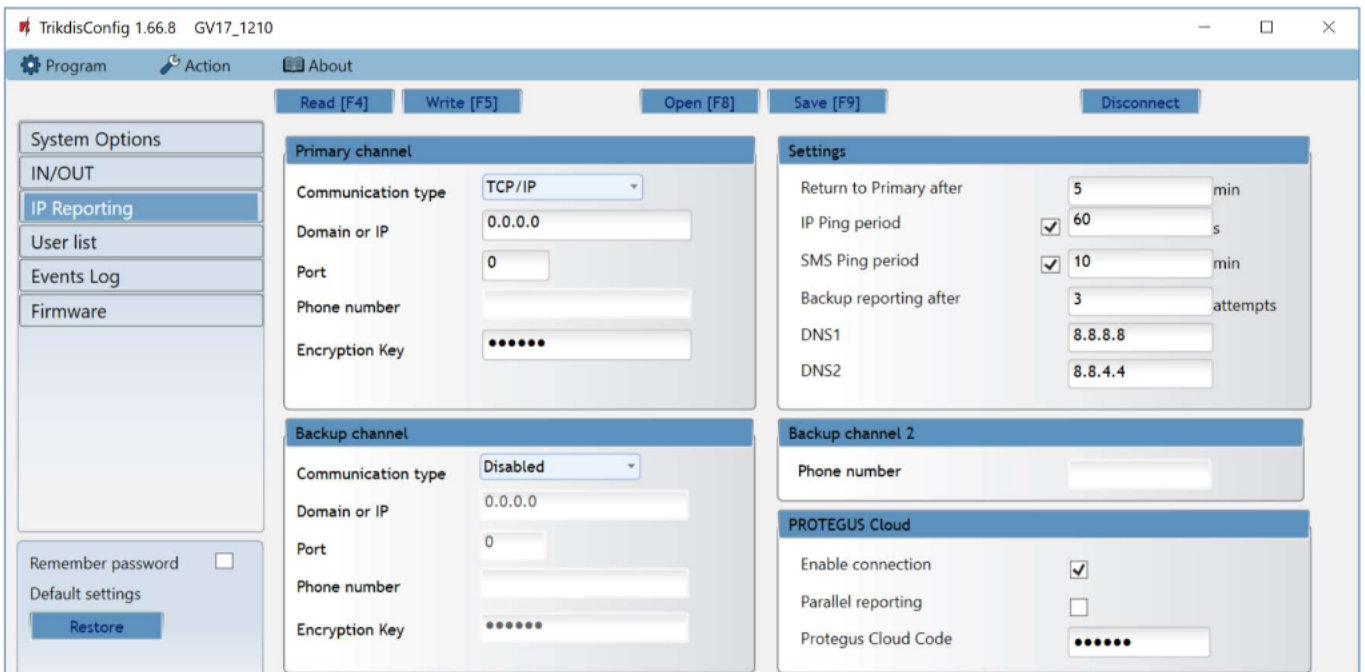 TrikdisConfig 1.66.8 GV17_1210
Program Action About
Read [F4] Write [F5] Open [F8] Save [F9] Disconnect
System Options
IN/OUT
IP Reporting
User list
Events Log
Firmware
Remember password
Default settings
Restore
Primary channel
Communication type TCP/IP
Domain or IP 0.0.0.0
Port 0
Phone number
Encryption Key ••••••
Backup channel
Communication type Disabled
Domain or IP 0.0.0.0
Port 0
Phone number
Encryption Key ••••••
Settings
Return to Primary after 5 min
IP Ping period 60 s
SMS Ping period 10 min
Backup reporting after 3 attempts
DNS1 8.8.8.8
DNS2 8.8.4.4
Backup channel 2
Phone number
PROTEGUS Cloud
Enable connection
Parallel reporting
Protegus Cloud Code ••••••